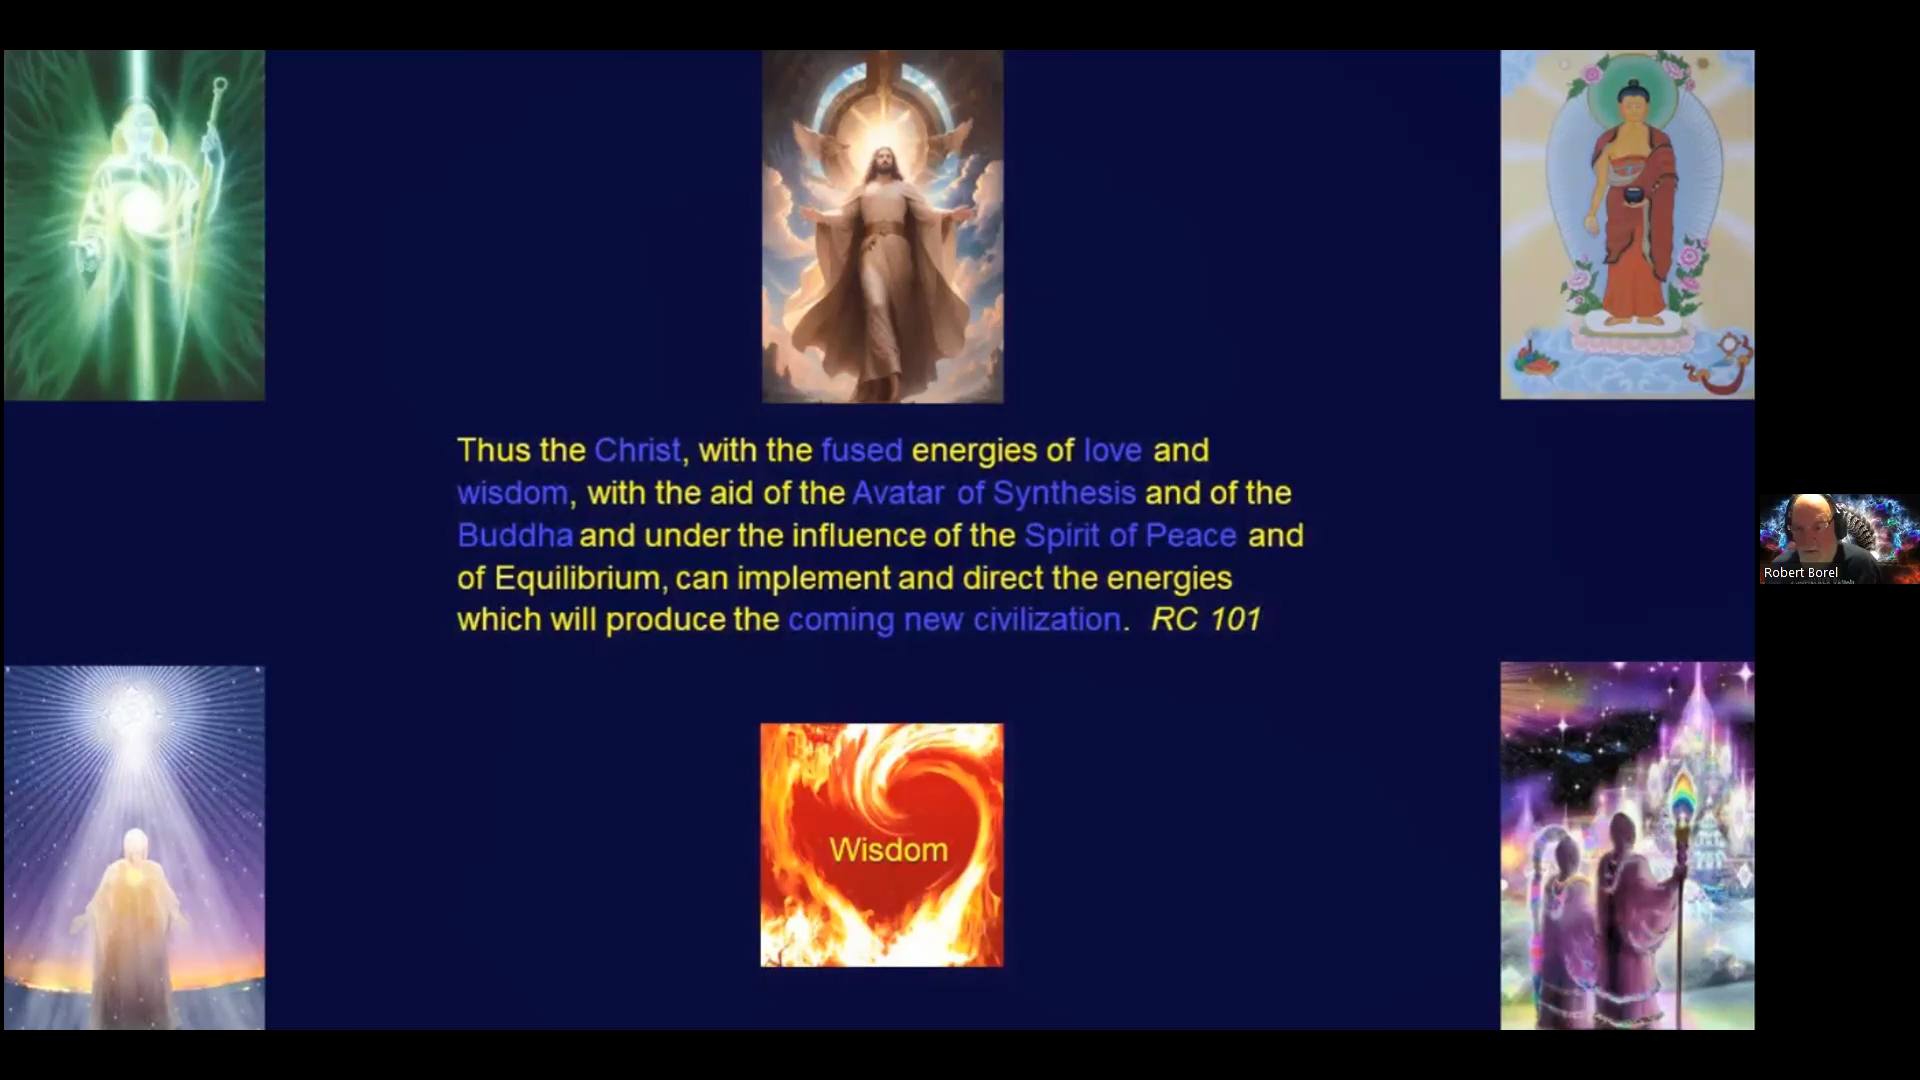 Thus the Christ, with the fused energies of love and
wisdom, with the aid of the Avatar of Synthesis and of the
Buddha and under the influence of the Spirit of Peace and
of Equilibrium, can implement and direct the energies
which will produce the coming new civilization. RC 101
Robert Borel
Wisdom